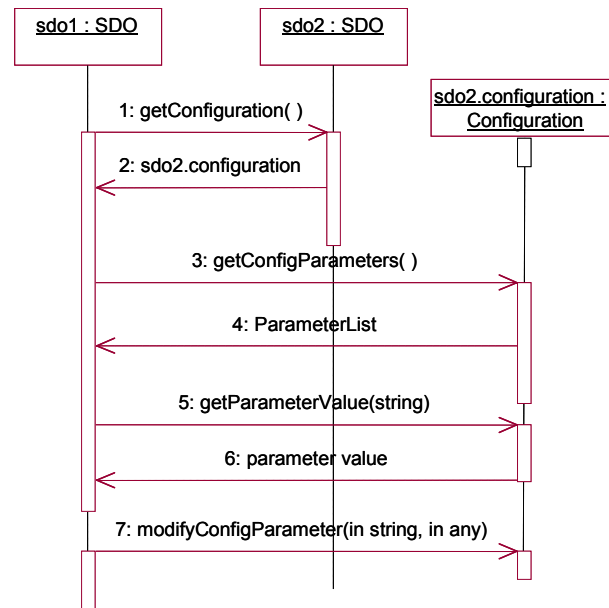 sdo1 : SDO
sdo2 : SDO
sdo2.configuration :
Configuration
1: getConfiguration( )
2: sdo2.configuration
3: getConfigParameters( )
4: ParameterList
5: getParameterValue(string)
6: parameter value
7: modifyConfigParameter(in string, in any)